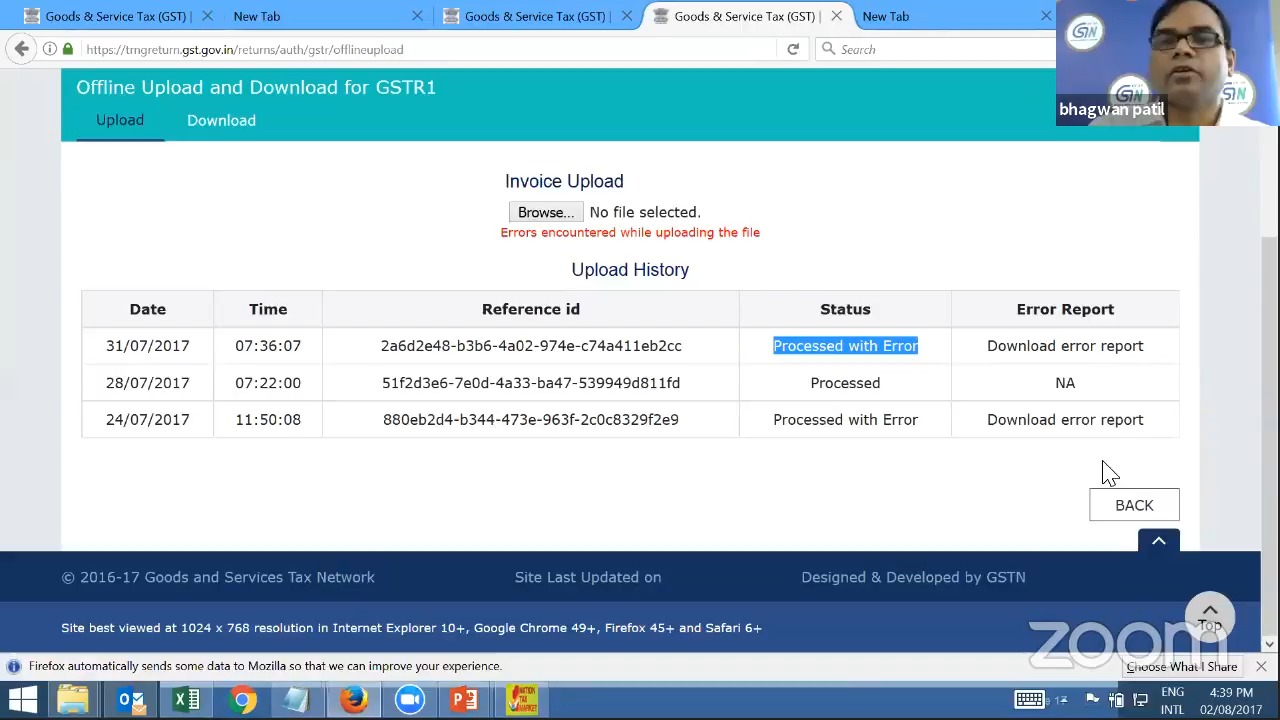 Goods & Service Tax (GST) | New Tab Goods & Service Tax (GST) | Goods & Service Tax (GST) | New Tab
https://trngreturn.gst.gov.in/returns/auth/gstr/offlineupload Search
GSTN
bhagwan patil
Offline Upload and Download for GSTR1
Upload Download
Invoice Upload
Browse... No file selected.
Errors encountered while uploading the file
Upload History
Date Time Reference id Status Error Report
31/07/2017 07:36:07 2a6d2e48-b3b6-4a02-974e-c74a411eb2cc Processed with Error Download error report
28/07/2017 07:22:00 51f2d3e6-7e0d-4a33-ba47-539949d811fd Processed NA
24/07/2017 11:50:08 880eb2d4-b344-473e-963f-2c0c8329f2e9 Processed with Error Download error report
BACK
© 2016-17 Goods and Services Tax Network Site Last Updated on Designed & Developed by GSTN
Site best viewed at 1024 x 768 resolution in Internet Explorer 10+, Google Chrome 49+, Firefox 45+ and Safari 6+
Top
zoom
Firefox automatically sends some data to Mozilla so that we can improve your experience. Choose What I Share
NATION TAX MARKET
ENG 4:39 PM
INTL 02/08/2017